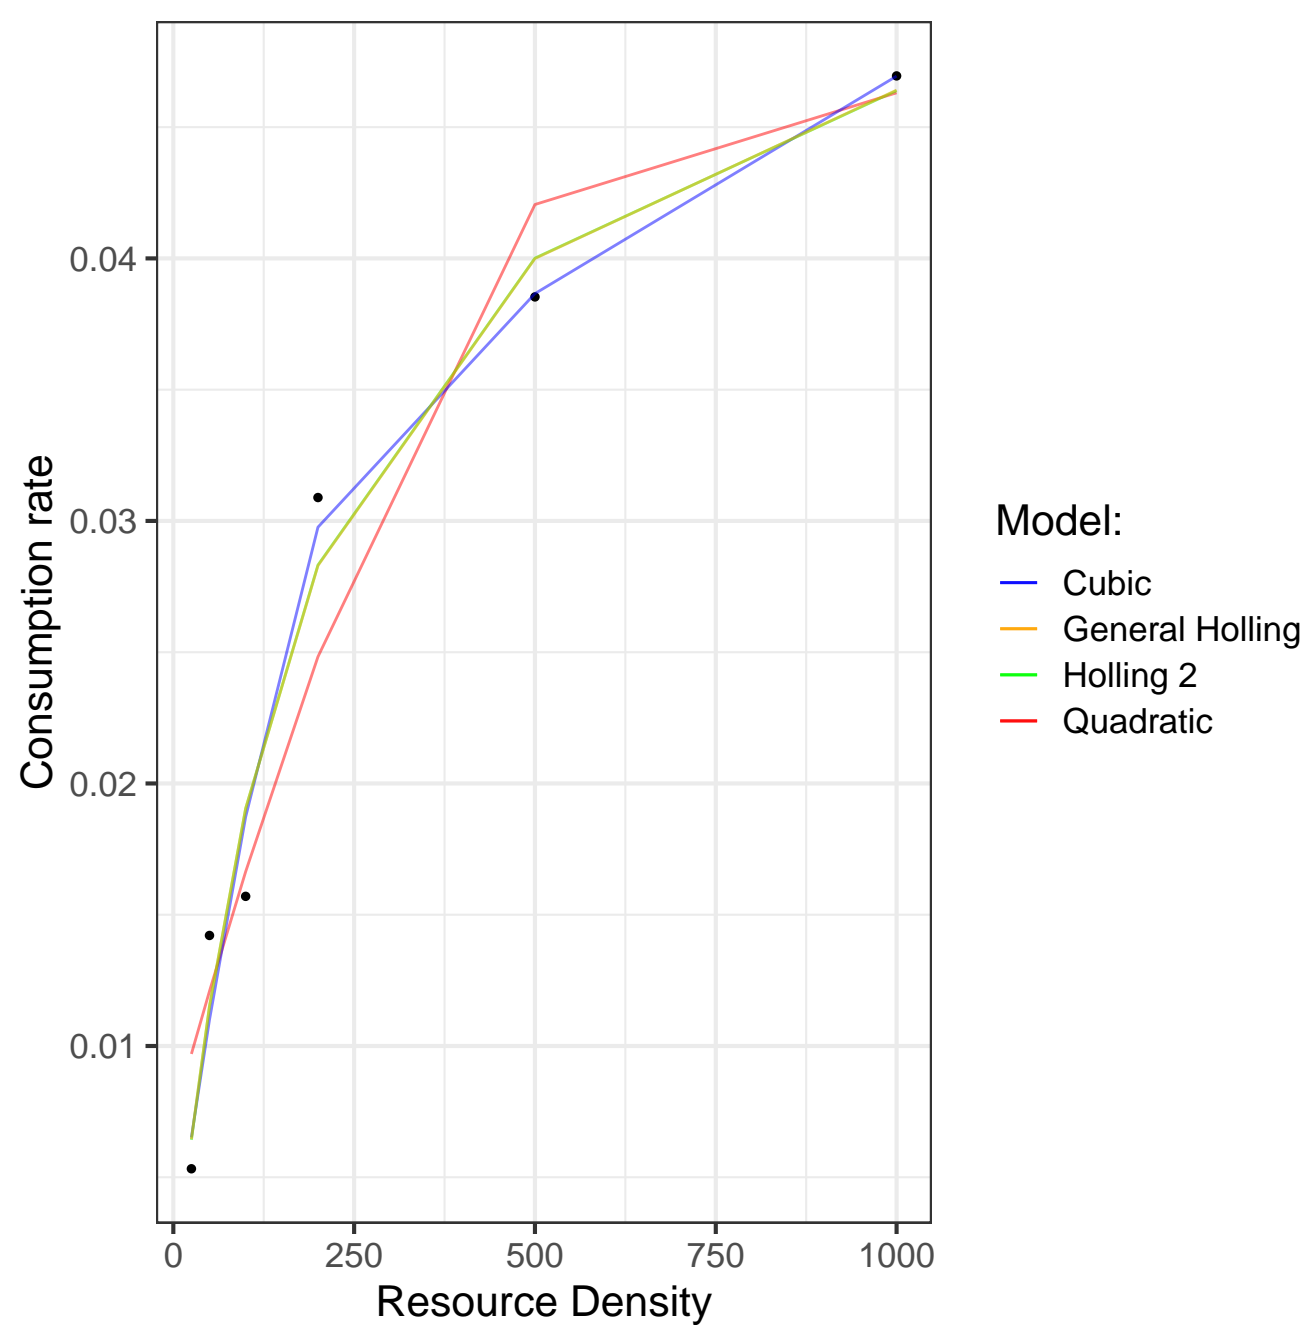 0.04
0.03
0.02
0.01
Consumption rate
0 250 500 750 1000
Resource Density
Model:
Cubic
General Holling
Holling 2
Quadratic